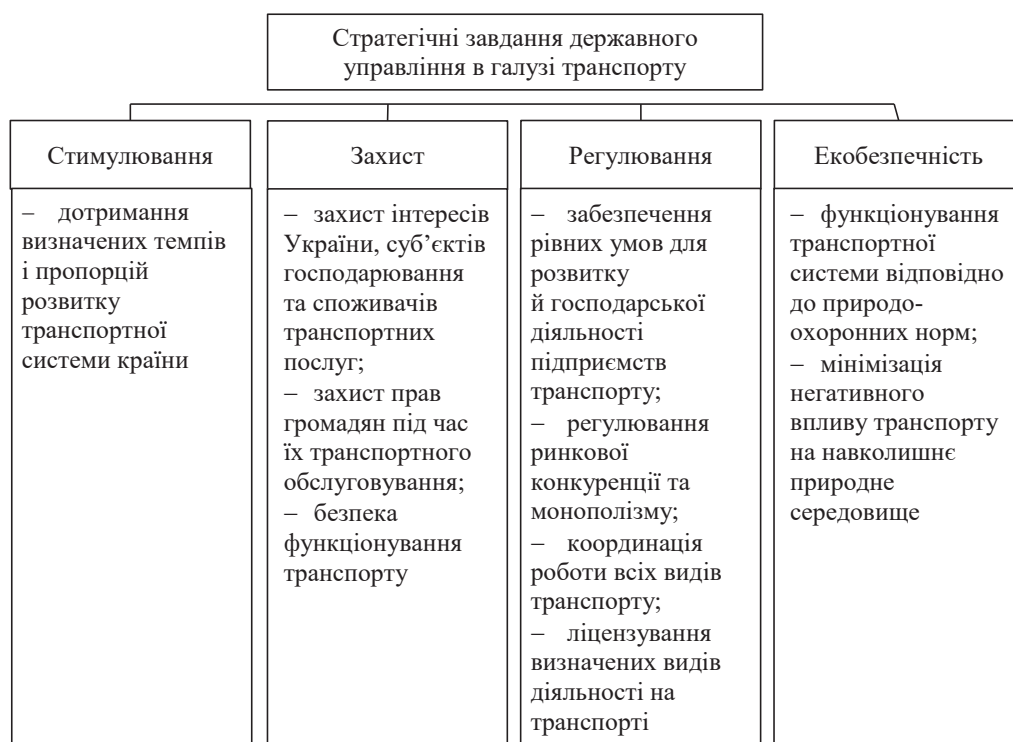 Стратегічні завдання державного
управління в галузі транспорту
Стимулювання
– дотримання
визначених темпів
і пропорцій
розвитку
транспортної
системи країни
Захист
– захист інтересів
України, суб’єктів
господарювання
та споживачів
транспортних
послуг;
– захист прав
громадян під час
їх транспортного
обслуговування;
– безпека
функціонування
транспорту
Регулювання
– забезпечення
рівних умов для
розвитку
й господарської
діяльності
підприємств
транспорту;
– регулювання
ринкової
конкуренції та
монополізму;
– координація
роботи всіх видів
транспорту;
– ліцензування
визначених видів
діяльності на
транспорті
Екобезпечність
– функціонування
транспортної
системи відповідно
до природо-
охоронних норм;
– мінімізація
негативного
впливу транспорту
на навколишнє
природне
середовище